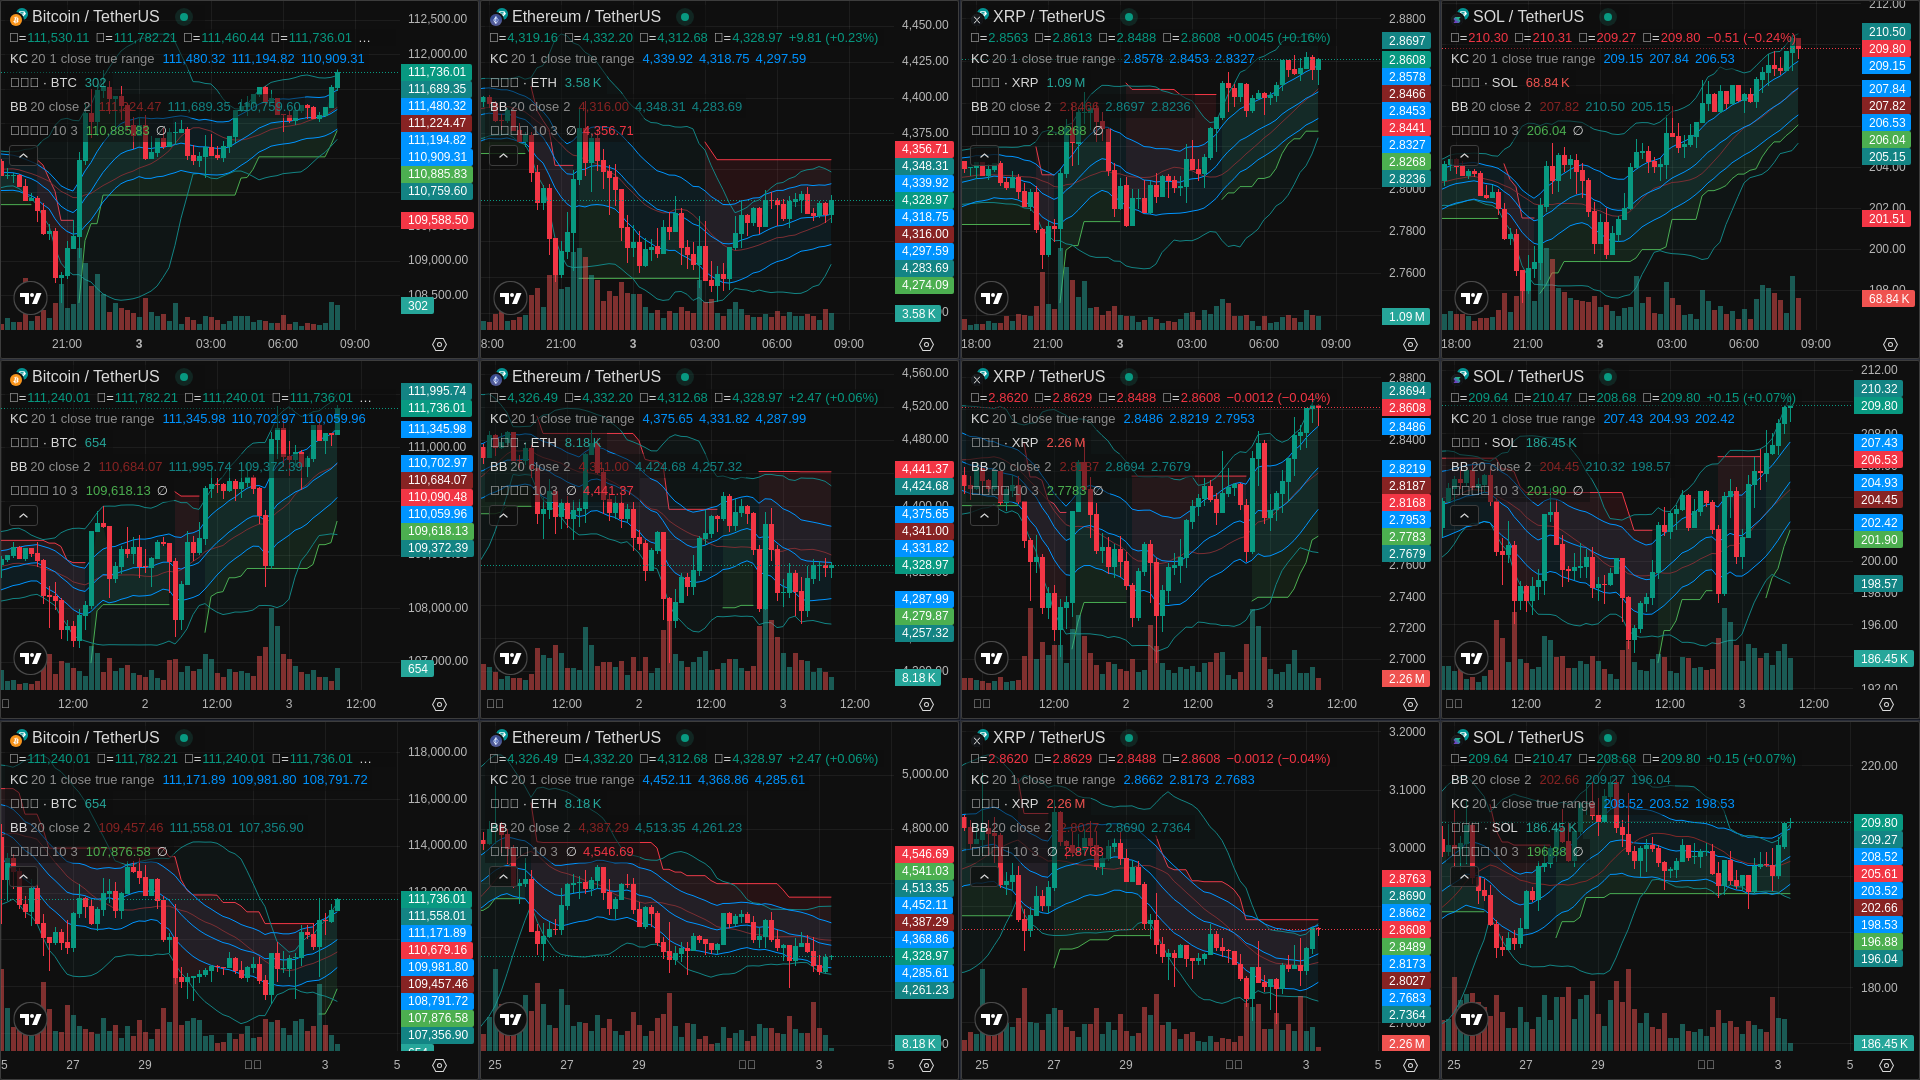 Bitcoin / TetherUS
□=111,530.11 □=111,782.21 □=111,460.44 □=111,736.01 …
KC 20 1 close true range 111,480.32 111,194.82 110,909.31
□□□ · BTC 302
BB 20 close 2 111,224.47 111,689.35 110,759.60
□□□□ 10 3 110,885.83 ∅
112,500.00
112,000.00
111,736.01
111,689.35
111,480.32
111,224.47
111,194.82
110,909.31
110,885.83
110,759.60
109,588.50
109,000.00
108,500.00
302
21:00 3 03:00 06:00 09:00
Ethereum / TetherUS
□=4,319.16 □=4,332.20 □=4,312.68 □=4,328.97 +9.81 (+0.23%)
KC 20 1 close true range 4,339.92 4,318.75 4,297.59
□□□ · ETH 3.58 K
BB 20 close 2 4,316.00 4,348.31 4,283.69
□□□□ 10 3 ∅ 4,356.71
4,450.00
4,425.00
4,400.00
4,375.00
4,356.71
4,348.31
4,339.92
4,328.97
4,318.75
4,316.00
4,297.59
4,283.69
4,274.09
3.58 K
18:00 21:00 3 03:00 06:00 09:00
XRP / TetherUS
□=2.8563 □=2.8613 □=2.8488 □=2.8608 +0.0045 (+0.16%)
KC 20 1 close true range 2.8578 2.8453 2.8327
□□□ · XRP 1.09 M
BB 20 close 2 2.8466 2.8697 2.8236
□□□□ 10 3 2.8268 ∅
2.8800
2.8697
2.8608
2.8578
2.8466
2.8453
2.8441
2.8327
2.8268
2.8236
2.8000
2.7800
2.7600
1.09 M
18:00 21:00 3 03:00 06:00 09:00
SOL / TetherUS
□=210.30 □=210.31 □=209.27 □=209.80 −0.51 (−0.24%)
KC 20 1 close true range 209.15 207.84 206.53
□□□ · SOL 68.84 K
BB 20 close 2 207.82 210.50 205.15
□□□□ 10 3 206.04 ∅
212.00
210.50
209.80
209.15
207.84
207.82
206.53
206.04
205.15
204.00
202.00
201.51
200.00
198.00
68.84 K
18:00 21:00 3 03:00 06:00 09:00
Bitcoin / TetherUS
□=111,240.01 □=111,782.21 □=111,240.01 □=111,736.01 …
KC 20 1 close true range 111,345.98 110,702.97 110,059.96
□□□ · BTC 654
BB 20 close 2 110,684.07 111,995.74 109,372.39
□□□□ 10 3 109,618.13 ∅
111,995.74
111,736.01
111,345.98
111,000.00
110,702.97
110,684.07
110,090.48
110,059.96
109,618.13
109,372.39
108,000.00
107,000.00
654
□ 12:00 2 12:00 3 12:00
Ethereum / TetherUS
□=4,326.49 □=4,332.20 □=4,312.68 □=4,328.97 +2.47 (+0.06%)
KC 20 1 close true range 4,375.65 4,331.82 4,287.99
□□□ · ETH 8.18 K
BB 20 close 2 4,341.00 4,424.68 4,257.32
□□□□ 10 3 ∅ 4,441.37
4,560.00
4,520.00
4,480.00
4,441.37
4,424.68
4,375.65
4,341.00
4,331.82
4,328.97
4,287.99
4,279.87
4,257.32
8.18 K
□□ 12:00 2 12:00 3 12:00
XRP / TetherUS
□=2.8620 □=2.8629 □=2.8488 □=2.8608 −0.0012 (−0.04%)
KC 20 1 close true range 2.8486 2.8219 2.7953
□□□ · XRP 2.26 M
BB 20 close 2 2.8187 2.8694 2.7679
□□□□ 10 3 2.7783 ∅
2.8800
2.8694
2.8608
2.8486
2.8400
2.8219
2.8187
2.8168
2.7953
2.7783
2.7679
2.7600
2.7400
2.7200
2.7000
2.26 M
□□ 12:00 2 12:00 3 12:00
SOL / TetherUS
□=209.64 □=210.47 □=208.68 □=209.80 +0.15 (+0.07%)
KC 20 1 close true range 207.43 204.93 202.42
□□□ · SOL 186.45 K
BB 20 close 2 204.45 210.32 198.57
□□□□ 10 3 201.90 ∅
212.00
210.32
209.80
208.00
207.43
206.53
204.93
204.45
202.42
201.90
200.00
198.57
198.00
196.00
186.45 K
192.00
□□ 12:00 2 12:00 3 12:00
Bitcoin / TetherUS
□=111,240.01 □=111,782.21 □=111,240.01 □=111,736.01 …
KC 20 1 close true range 111,171.89 109,981.80 108,791.72
□□□ · BTC 654
BB 20 close 2 109,457.46 111,558.01 107,356.90
□□□□ 10 3 107,876.58 ∅
118,000.00
116,000.00
114,000.00
112,000.00
111,736.01
111,558.01
111,171.89
110,679.16
109,981.80
109,457.46
108,791.72
107,876.58
107,356.90
654
5 27 29 □□ 3 5
Ethereum / TetherUS
□=4,326.49 □=4,332.20 □=4,312.68 □=4,328.97 +2.47 (+0.06%)
KC 20 1 close true range 4,452.11 4,368.86 4,285.61
□□□ · ETH 8.18 K
BB 20 close 2 4,387.29 4,513.35 4,261.23
□□□□ 10 3 ∅ 4,546.69
5,000.00
4,800.00
4,546.69
4,541.03
4,513.35
4,452.11
4,387.29
4,368.86
4,328.97
4,285.61
4,261.23
8.18 K
25 27 29 □□ 3 5
XRP / TetherUS
□=2.8620 □=2.8629 □=2.8488 □=2.8608 −0.0012 (−0.04%)
KC 20 1 close true range 2.8662 2.8173 2.7683
□□□ · XRP 2.26 M
BB 20 close 2 2.8027 2.8690 2.7364
□□□□ 10 3 ∅ 2.8763
3.2000
3.1000
3.0000
2.8763
2.8690
2.8662
2.8608
2.8489
2.8173
2.8027
2.7683
2.7364
2.7000
2.26 M
25 27 29 □□ 3 5
SOL / TetherUS
□=209.64 □=210.47 □=208.68 □=209.80 +0.15 (+0.07%)
BB 20 close 2 202.66 209.27 196.04
KC 20 1 close true range 208.52 203.52 198.53
□□□ · SOL 186.45 K
□□□□ 10 3 196.88 ∅
220.00
209.80
209.27
208.52
205.61
203.52
202.66
198.53
196.88
196.04
180.00
186.45 K
25 27 29 □□ 3 5